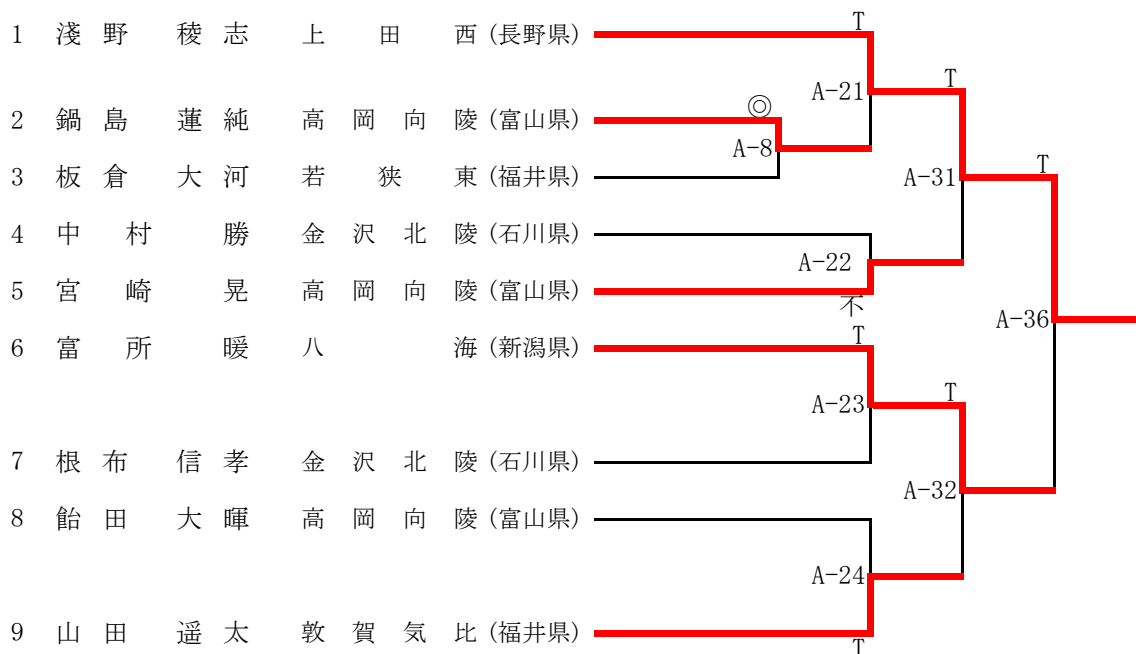 T
1 淺野 稜志 上田西 (長野県)
T
A-21
◎
2 鍋島 蓮純 高岡向陵 (富山県)
A-8
T
3 板倉 大河 若狭東 (福井県)
A-31
4 中村 勝 金沢北陵 (石川県)
A-22
5 宮崎 晃 高岡向陵 (富山県)
不
A-36
T
6 富所 暖 八海 (新潟県)
T
A-23
7 根布 信孝 金沢北陵 (石川県)
A-32
8 飴田 大暉 高岡向陵 (富山県)
A-24
9 山田 遥太 敦賀気比 (福井県)
T